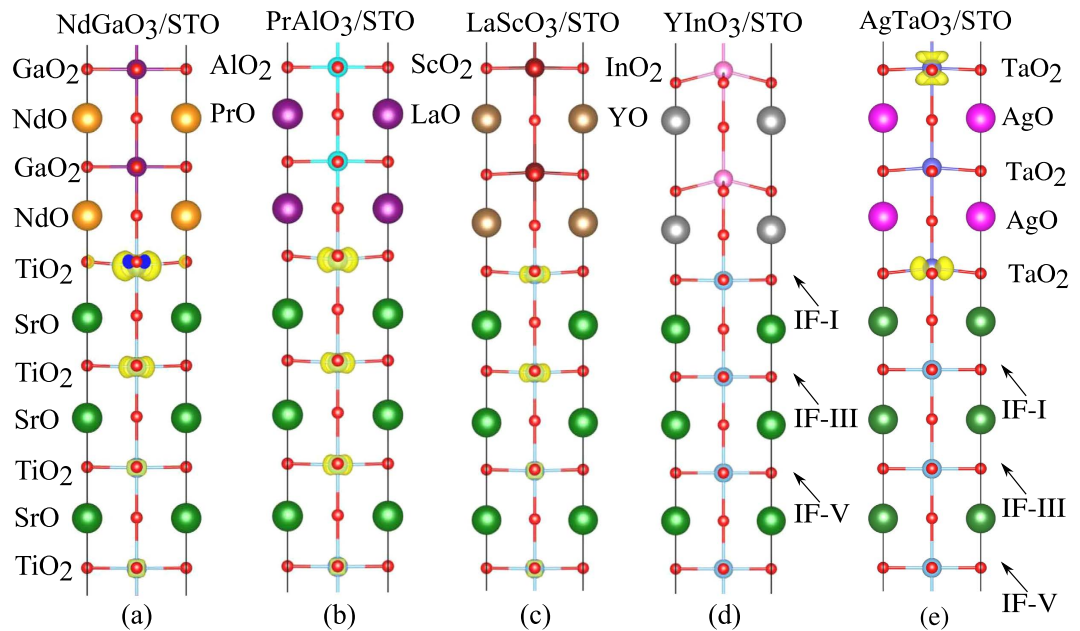 NdGaO3/STO
PrAlO3/STO
LaScO3/STO
YInO3/STO
AgTaO3/STO
GaO2
NdO
GaO2
NdO
TiO2
SrO
TiO2
SrO
TiO2
SrO
TiO2
(a)
AlO2
PrO
(b)
ScO2
LaO
(c)
InO2
YO
IF-I
IF-III
IF-V
(d)
TaO2
AgO
TaO2
AgO
TaO2
IF-I
IF-III
IF-V
(e)